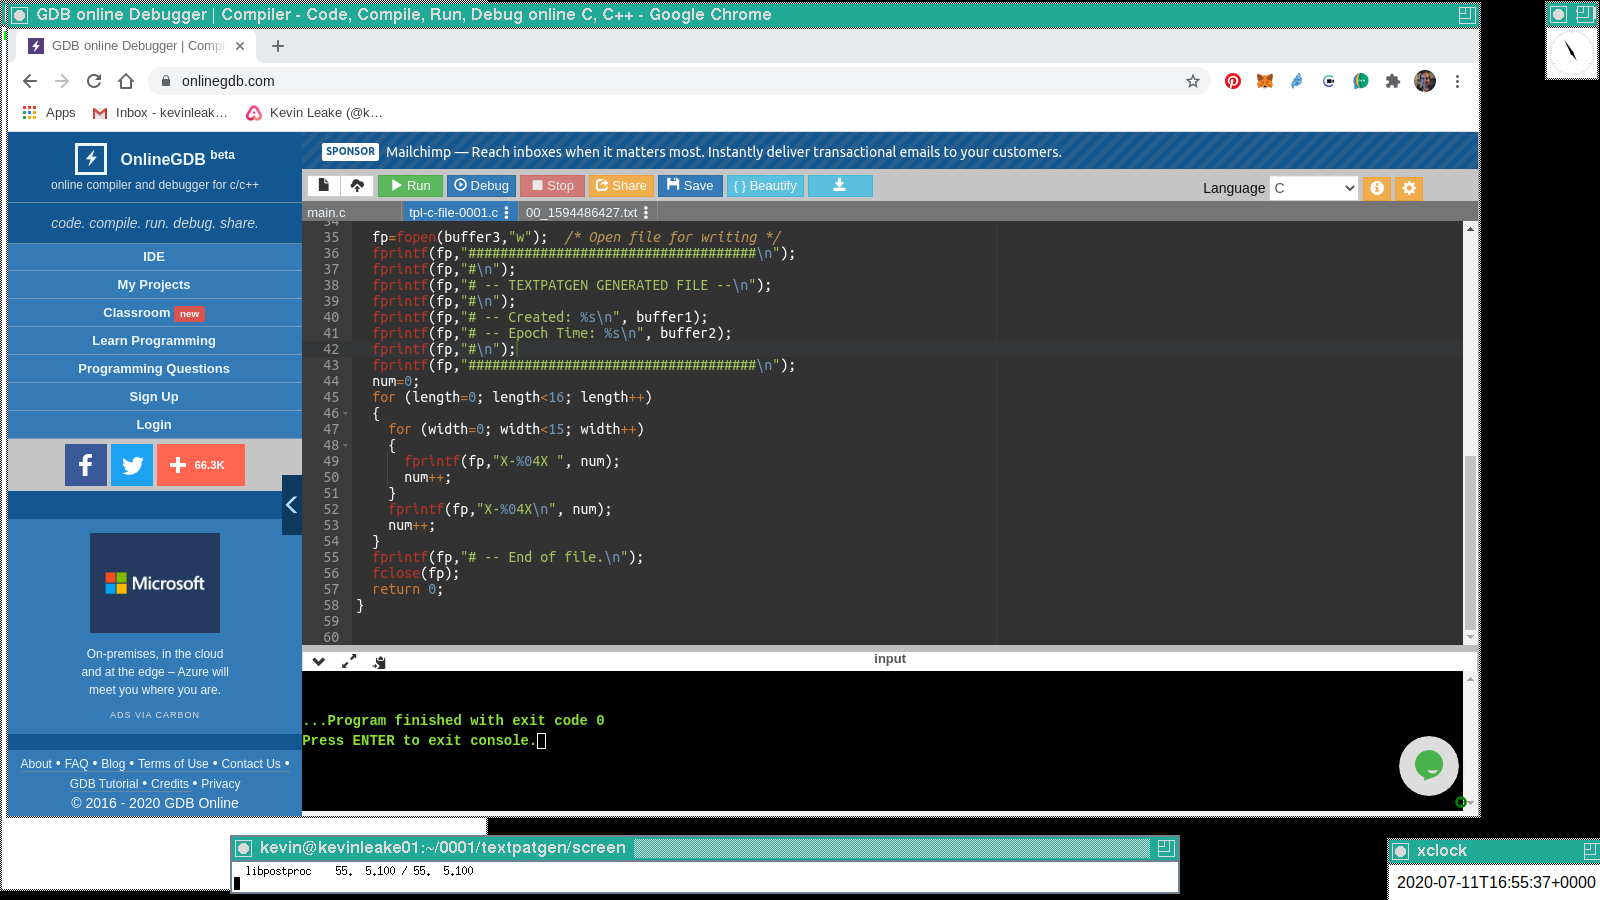 GDB online Debugger | Compiler - Code, Compile, Run, Debug online C, C++ - Google Chrome
GDB online Debugger | Compi
onlinegdb.com
Apps
Inbox - kevinleak…
Kevin Leake (@k…
OnlineGDB beta
online compiler and debugger for c/c++
code. compile. run. debug. share.
IDE
My Projects
Classroom new
Learn Programming
Programming Questions
Sign Up
Login
66.3K
Microsoft
On-premises, in the cloud
and at the edge – Azure will
meet you where you are.
ADS VIA CARBON
About • FAQ • Blog • Terms of Use • Contact Us •
GDB Tutorial • Credits • Privacy
© 2016 - 2020 GDB Online
SPONSOR Mailchimp — Reach inboxes when it matters most. Instantly deliver transactional emails to your customers.
Run Debug Stop Share Save { } Beautify
Language C
main.c tpl-c-file-0001.c 00_1594486427.txt
34
35 fp=fopen(buffer3,"w"); /* Open file for writing */
36 fprintf(fp,"####################################\n");
37 fprintf(fp,"#\n");
38 fprintf(fp,"# -- TEXTPATGEN GENERATED FILE --\n");
39 fprintf(fp,"#\n");
40 fprintf(fp,"# -- Created: %s\n", buffer1);
41 fprintf(fp,"# -- Epoch Time: %s\n", buffer2);
42 fprintf(fp,"#\n");
43 fprintf(fp,"####################################\n");
44 num=0;
45 for (length=0; length<16; length++)
46 {
47 for (width=0; width<15; width++)
48 {
49 fprintf(fp,"X-%04X ", num);
50 num++;
51 }
52 fprintf(fp,"X-%04X\n", num);
53 num++;
54 }
55 fprintf(fp,"# -- End of file.\n");
56 fclose(fp);
57 return 0;
58 }
59
60
input
...Program finished with exit code 0
Press ENTER to exit console.
kevin@kevinleake01:~/0001/textpatgen/screen
libpostproc 55. 5.100 / 55. 5.100
xclock
2020-07-11T16:55:37+0000